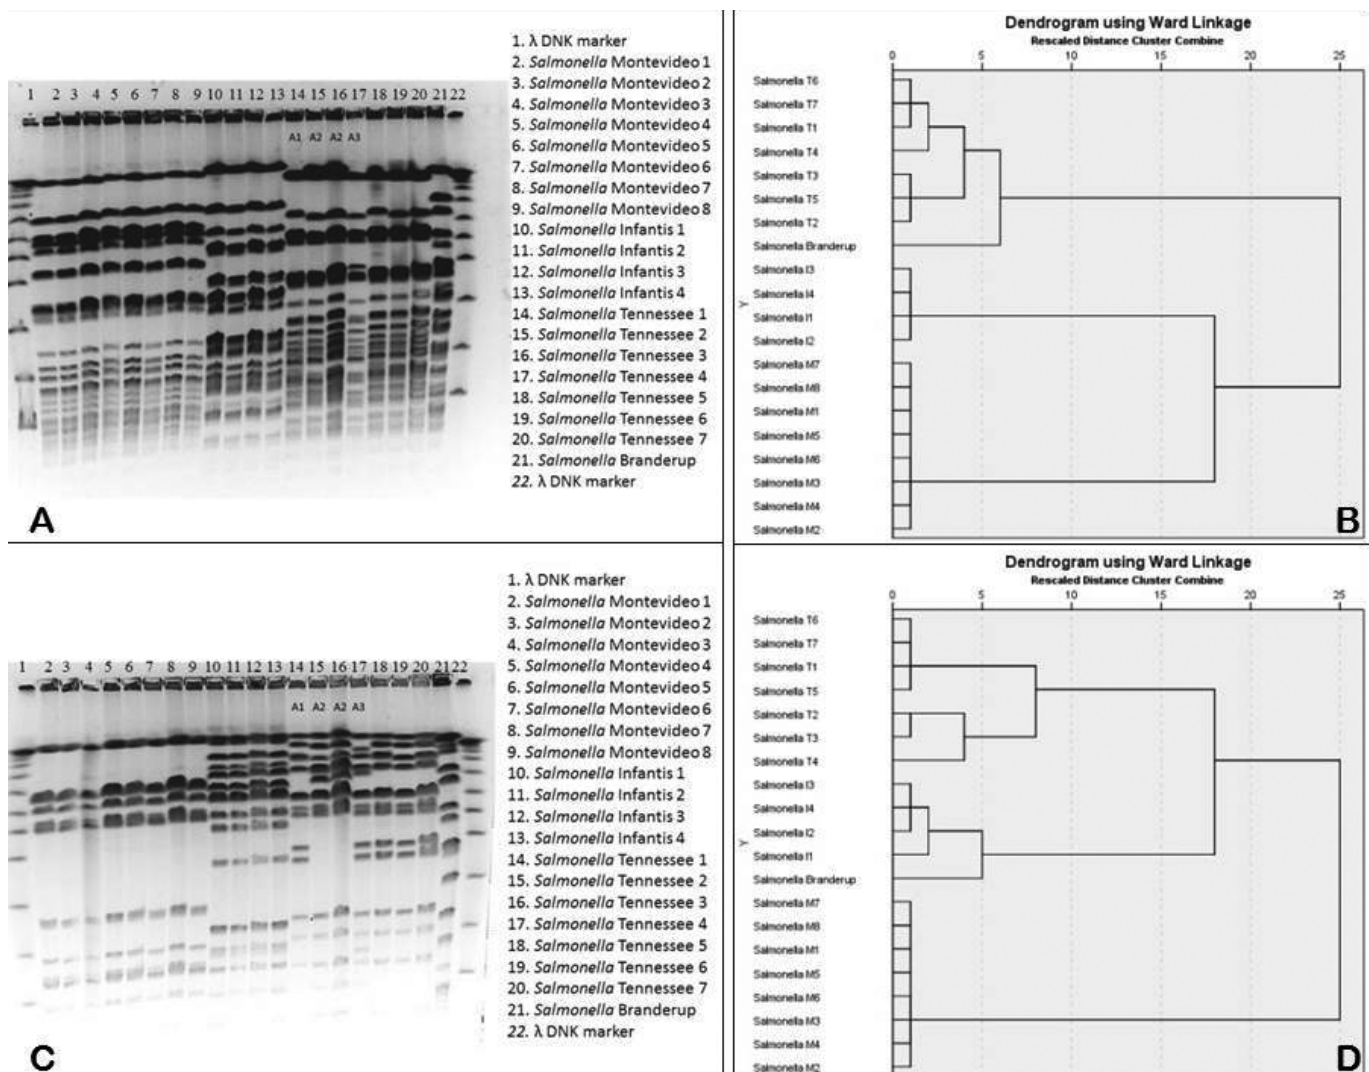 1 2 3 4 5 6 7 8 9 10 11 12 13 14 15 16 17 18 19 20 21 22
A1 A2 A2 A3
1. λ DNK marker
2. Salmonella Montevideo 1
3. Salmonella Montevideo 2
4. Salmonella Montevideo 3
5. Salmonella Montevideo 4
6. Salmonella Montevideo 5
7. Salmonella Montevideo 6
8. Salmonella Montevideo 7
9. Salmonella Montevideo 8
10. Salmonella Infantis 1
11. Salmonella Infantis 2
12. Salmonella Infantis 3
13. Salmonella Infantis 4
14. Salmonella Tennessee 1
15. Salmonella Tennessee 2
16. Salmonella Tennessee 3
17. Salmonella Tennessee 4
18. Salmonella Tennessee 5
19. Salmonella Tennessee 6
20. Salmonella Tennessee 7
21. Salmonella Branderup
22. λ DNK marker
A
Dendrogram using Ward Linkage
Rescaled Distance Cluster Combine
0 5 10 15 20 25
Salmonella T6
Salmonella T7
Salmonella T1
Salmonella T4
Salmonella T3
Salmonella T5
Salmonella T2
Salmonella Branderup
Salmonella I3
Salmonella I4
Salmonella I1
Salmonella I2
Salmonella M7
Salmonella M8
Salmonella M1
Salmonella M5
Salmonella M6
Salmonella M3
Salmonella M4
Salmonella M2
Y
B
1 2 3 4 5 6 7 8 9 10 11 12 13 14 15 16 17 18 19 20 21 22
A1 A2 A2 A3
1. λ DNK marker
2. Salmonella Montevideo 1
3. Salmonella Montevideo 2
4. Salmonella Montevideo 3
5. Salmonella Montevideo 4
6. Salmonella Montevideo 5
7. Salmonella Montevideo 6
8. Salmonella Montevideo 7
9. Salmonella Montevideo 8
10. Salmonella Infantis 1
11. Salmonella Infantis 2
12. Salmonella Infantis 3
13. Salmonella Infantis 4
14. Salmonella Tennessee 1
15. Salmonella Tennessee 2
16. Salmonella Tennessee 3
17. Salmonella Tennessee 4
18. Salmonella Tennessee 5
19. Salmonella Tennessee 6
20. Salmonella Tennessee 7
21. Salmonella Branderup
22. λ DNK marker
C
Dendrogram using Ward Linkage
Rescaled Distance Cluster Combine
0 5 10 15 20 25
Salmonella T6
Salmonella T7
Salmonella T1
Salmonella T5
Salmonella T2
Salmonella T3
Salmonella T4
Salmonella I3
Salmonella I4
Salmonella I2
Salmonella I1
Salmonella Branderup
Salmonella M7
Salmonella M8
Salmonella M1
Salmonella M5
Salmonella M6
Salmonella M3
Salmonella M4
Salmonella M2
Y
D